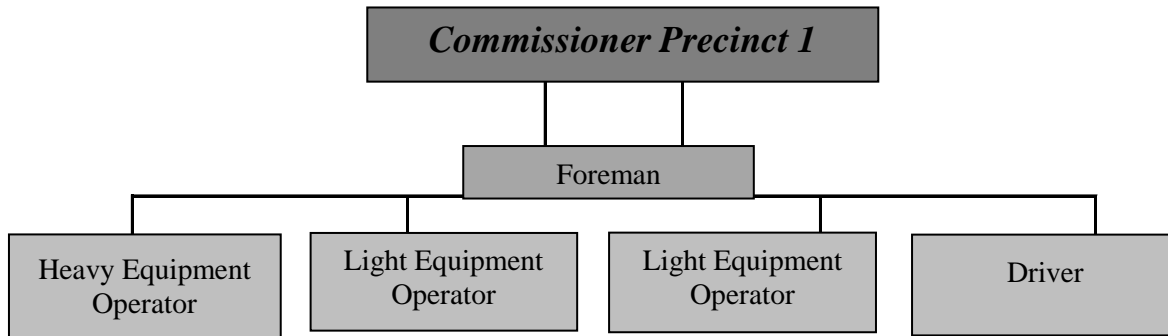 Commissioner Precinct 1
Foreman
Heavy Equipment
Operator
Light Equipment
Operator
Light Equipment
Operator
Driver